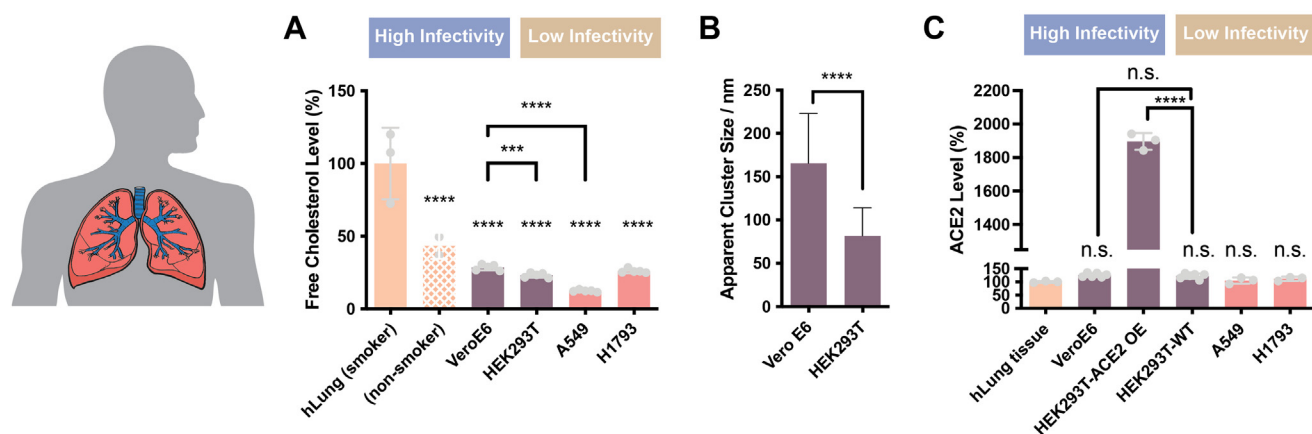 A
High Infectivity
Low Infectivity
Free Cholesterol Level (%)
150
100
50
0
****
****
***
****
****
****
****
hLung (smoker)
(non-smoker)
VeroE6
HEK293T
A549
H1793
B
Apparent Cluster Size / nm
250
200
150
100
50
0
****
Vero E6
HEK293T
C
High Infectivity
Low Infectivity
ACE2 Level (%)
2200
2000
1800
1600
1400
150
100
50
0
n.s.
****
n.s.
n.s.
n.s.
n.s.
hLung tissue
VeroE6
HEK293T-ACE2 OE
HEK293T-WT
A549
H1793